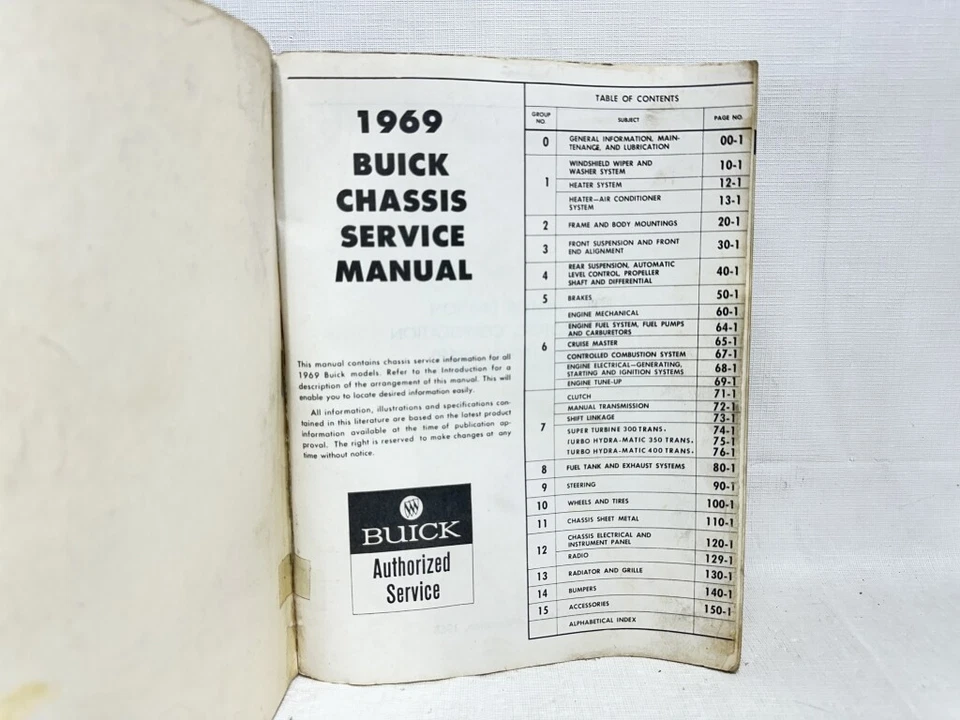 1969
BUICK
CHASSIS
SERVICE
MANUAL
This manual contains chassis service information for all
1969 Buick models. Refer to the Introduction for a
description of the arrangement of this manual. This will
enable you to locate desired information easily.
All information, illustrations and specifications con-
tained in this literature are based on the latest product
information available at the time of publication ap-
proval. The right is reserved to make changes at any
time without notice.
BUICK
Authorized
Service
TABLE OF CONTENTS
GROUP NO. SUBJECT PAGE NO.
0 GENERAL INFORMATION, MAIN-
TENANCE, AND LUBRICATION 00-1
1 WINDSHIELD WIPER AND
WASHER SYSTEM 10-1
HEATER SYSTEM 12-1
HEATER—AIR CONDITIONER
SYSTEM 13-1
2 FRAME AND BODY MOUNTINGS 20-1
3 FRONT SUSPENSION AND FRONT
END ALIGNMENT 30-1
4 REAR SUSPENSION, AUTOMATIC
LEVEL CONTROL, PROPELLER
SHAFT AND DIFFERENTIAL 40-1
5 BRAKES 50-1
6 ENGINE MECHANICAL 60-1
ENGINE FUEL SYSTEM, FUEL PUMPS
AND CARBURETORS 64-1
CRUISE MASTER 65-1
CONTROLLED COMBUSTION SYSTEM 67-1
ENGINE ELECTRICAL—GENERATING,
STARTING AND IGNITION SYSTEMS 68-1
ENGINE TUNE-UP 69-1
7 CLUTCH 71-1
MANUAL TRANSMISSION 72-1
SHIFT LINKAGE 73-1
SUPER TURBINE 300 TRANS. 74-1
TURBO HYDRA-MATIC 350 TRANS. 75-1
TURBO HYDRA-MATIC 400 TRANS. 76-1
8 FUEL TANK AND EXHAUST SYSTEMS 80-1
9 STEERING 90-1
10 WHEELS AND TIRES 100-1
11 CHASSIS SHEET METAL 110-1
12 CHASSIS ELECTRICAL AND
INSTRUMENT PANEL 120-1
RADIO 129-1
13 RADIATOR AND GRILLE 130-1
14 BUMPERS 140-1
15 ACCESSORIES 150-1
ALPHABETICAL INDEX